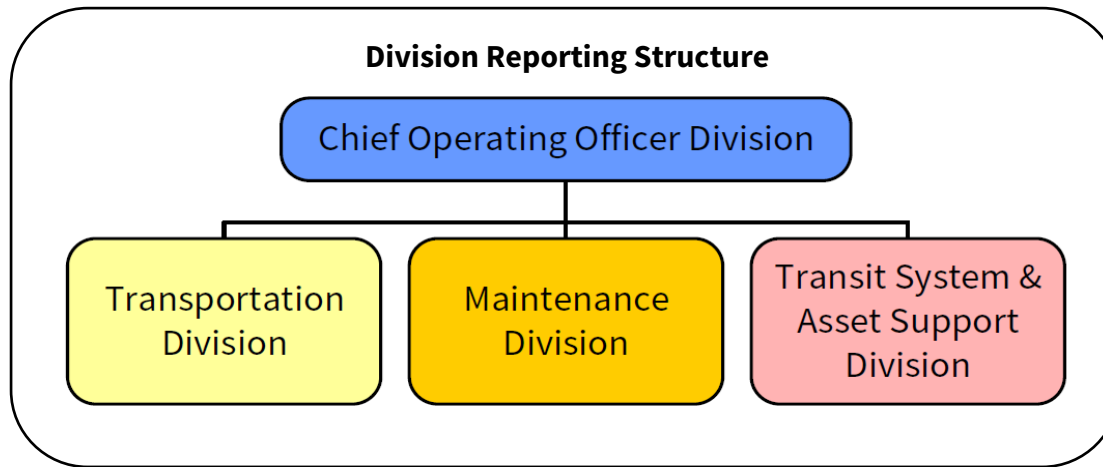 Division Reporting Structure
Chief Operating Officer Division
Transportation
Division
Maintenance
Division
Transit System &
Asset Support
Division